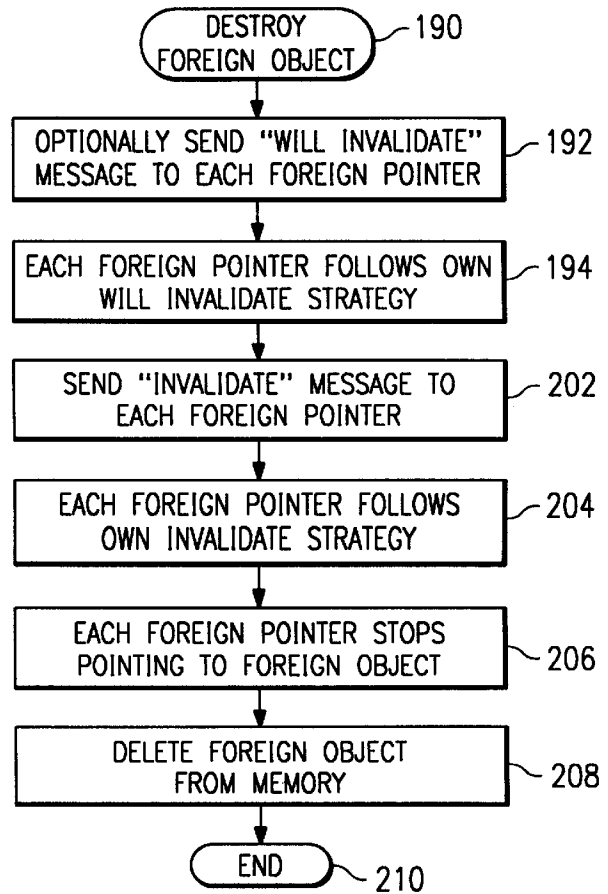 DESTROY
FOREIGN OBJECT
190
OPTIONALLY SEND "WILL INVALIDATE"
MESSAGE TO EACH FOREIGN POINTER
192
EACH FOREIGN POINTER FOLLOWS OWN
WILL INVALIDATE STRATEGY
194
SEND "INVALIDATE" MESSAGE TO
EACH FOREIGN POINTER
202
EACH FOREIGN POINTER FOLLOWS
OWN INVALIDATE STRATEGY
204
EACH FOREIGN POINTER STOPS
POINTING TO FOREIGN OBJECT
206
DELETE FOREIGN OBJECT
FROM MEMORY
208
END
210